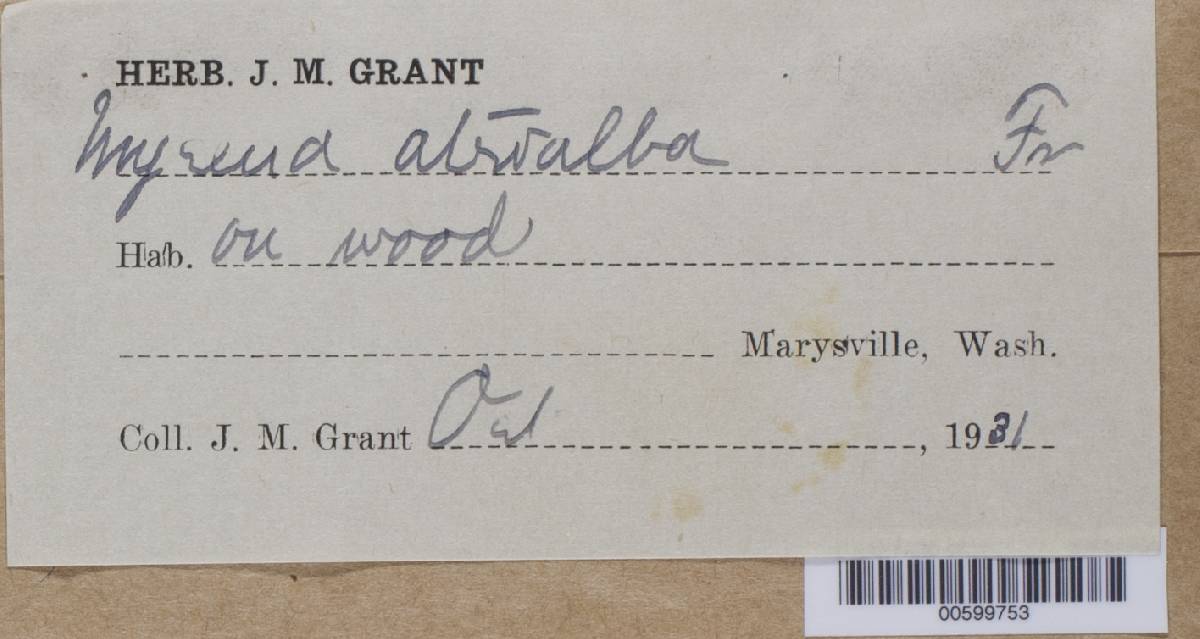 HERB. J. M. GRANT
Mycena atroalba Fr
Hab. on wood
Marysville, Wash.
Coll. J. M. Grant Oct, 1931
00599753